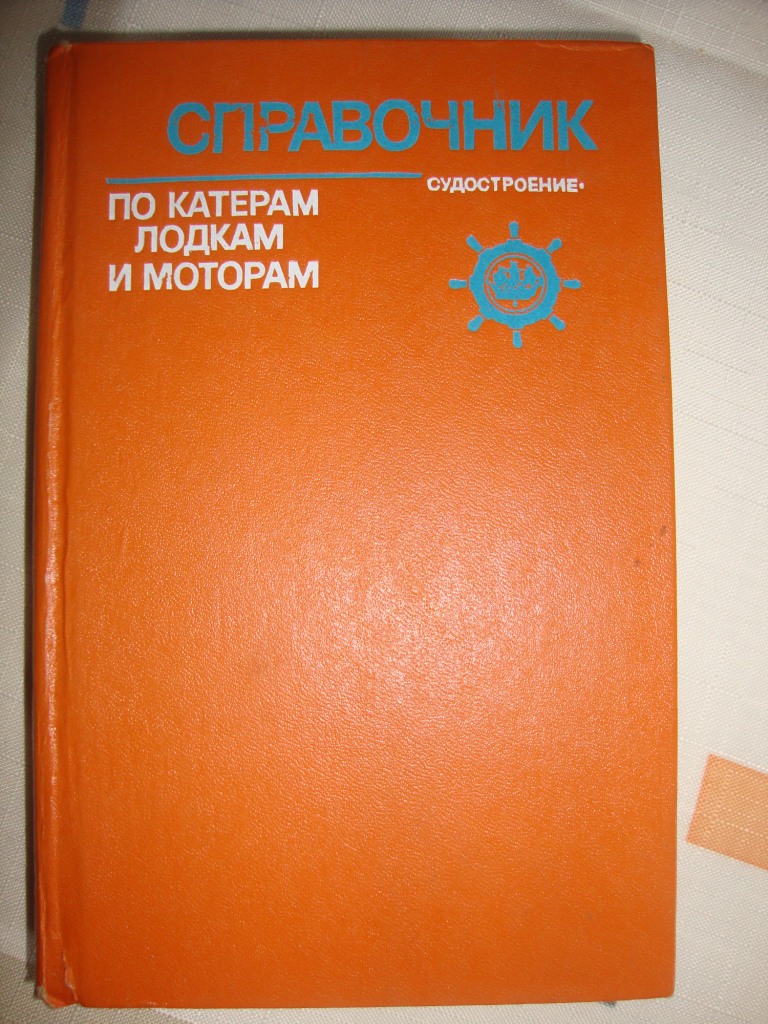 СПРАВОЧНИК
СУДОСТРОЕНИЕ•
ПО КАТЕРАМ
ЛОДКАМ
И МОТОРАМ